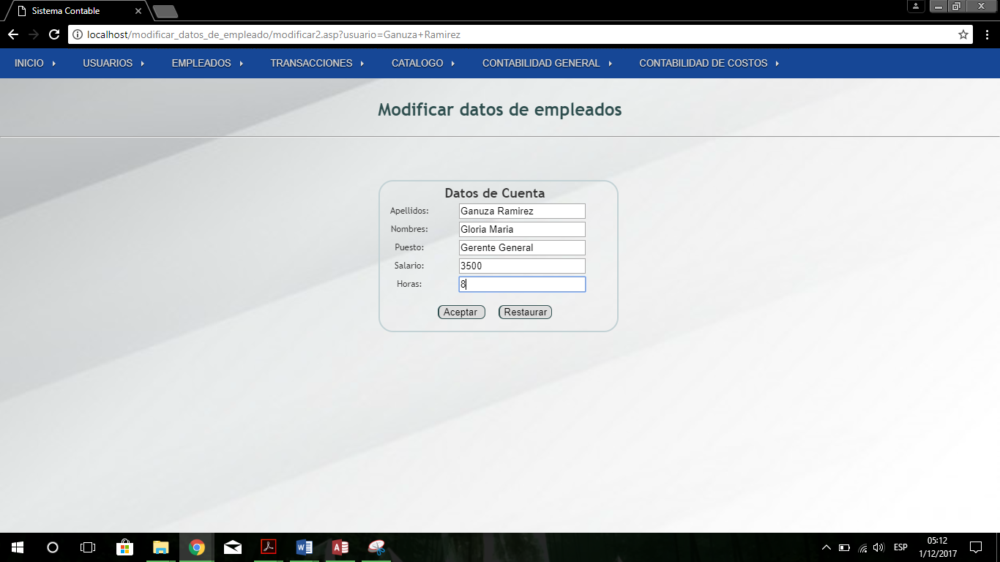 Sistema Contable
localhost/modificar_datos_de_empleado/modificar2.asp?usuario=Ganuza+Ramirez
INICIO USUARIOS EMPLEADOS TRANSACCIONES CATALOGO CONTABILIDAD GENERAL CONTABILIDAD DE COSTOS
Modificar datos de empleados
Datos de Cuenta
Apellidos: Ganuza Ramirez
Nombres: Gloria Maria
Puesto: Gerente General
Salario: 3500
Horas: 8
Aceptar Restaurar
ESP 05:12
1/12/2017